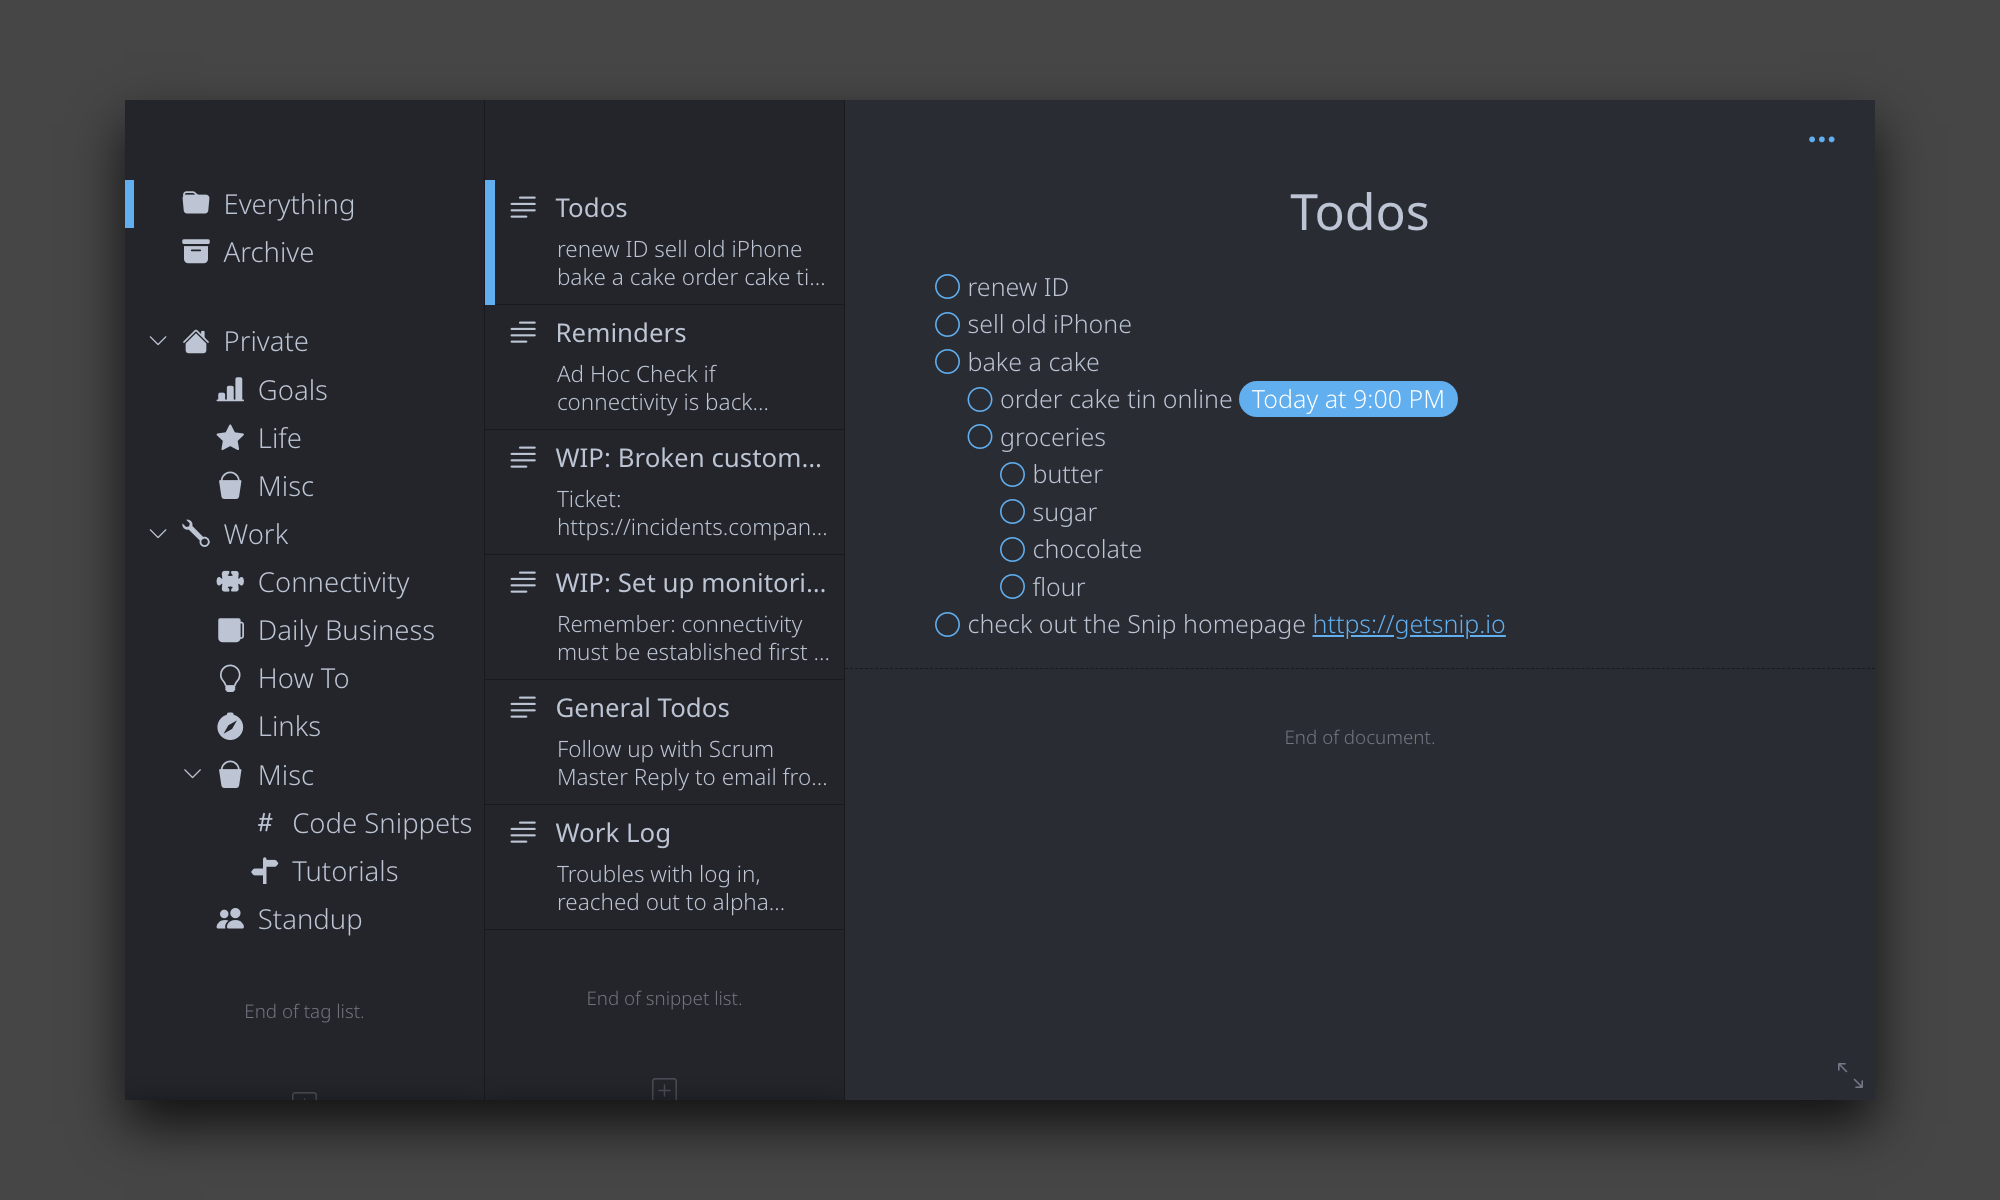 Everything
Archive
Private
Goals
Life
Misc
Work
Connectivity
Daily Business
How To
Links
Misc
# Code Snippets
Tutorials
Standup
End of tag list.
Todos
renew ID sell old iPhone
bake a cake order cake ti...
Reminders
Ad Hoc Check if
connectivity is back...
WIP: Broken custom...
Ticket:
https://incidents.compan...
WIP: Set up monitori...
Remember: connectivity
must be established first ...
General Todos
Follow up with Scrum
Master Reply to email fro...
Work Log
Troubles with log in,
reached out to alpha...
End of snippet list.
Todos
renew ID
sell old iPhone
bake a cake
order cake tin online Today at 9:00 PM
groceries
butter
sugar
chocolate
flour
check out the Snip homepage https://getsnip.io
End of document.